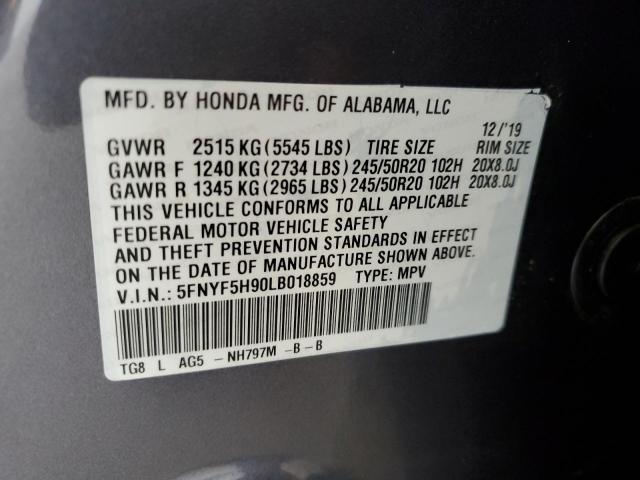 MFD. BY HONDA MFG. OF ALABAMA, LLC
12/'19
GVWR 2515 KG (5545 LBS) TIRE SIZE RIM SIZE
GAWR F 1240 KG (2734 LBS) 245/50R20 102H 20X8.0J
GAWR R 1345 KG (2965 LBS) 245/50R20 102H 20X8.0J
THIS VEHICLE CONFORMS TO ALL APPLICABLE
FEDERAL MOTOR VEHICLE SAFETY
AND THEFT PREVENTION STANDARDS IN EFFECT
ON THE DATE OF MANUFACTURE SHOWN ABOVE.
V.I.N.: 5FNYF5H90LB018859 TYPE: MPV
TG8 L AG5 - NH797M -B - B